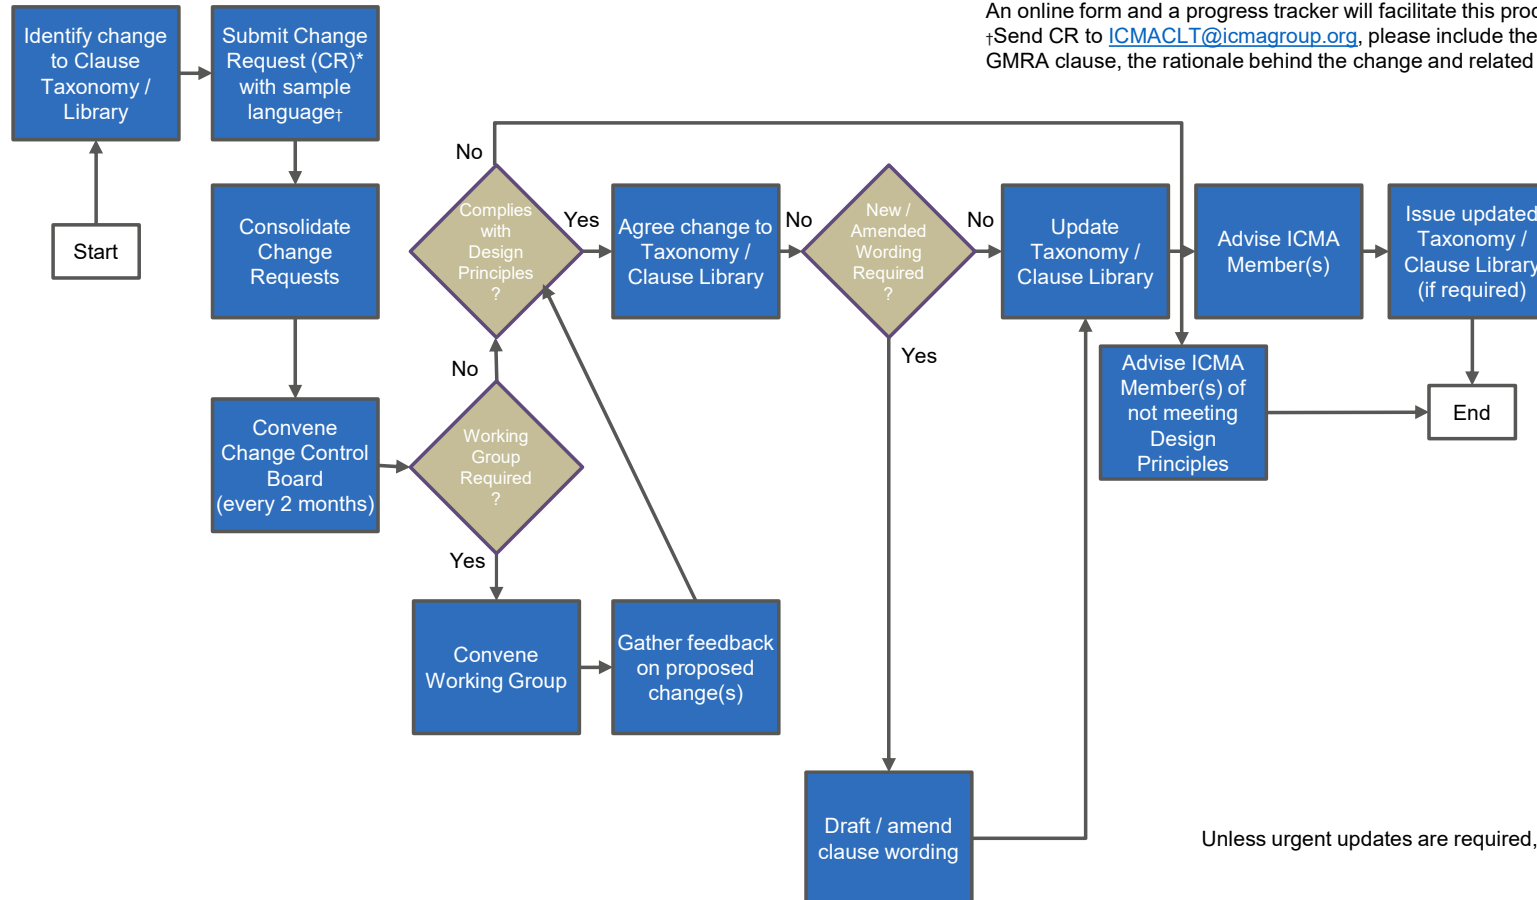 An online form and a progress tracker will facilitate this proc
†Send CR to ICMACLT@icmagroup.org, please include the
GMRA clause, the rationale behind the change and related
Identify change
to Clause
Taxonomy /
Library
Submit Change
Request (CR)*
with sample
language†
Start
Consolidate
Change
Requests
No
Complies
with
Design
Principles
?
Yes
Agree change to
Taxonomy /
Clause Library
No
New /
Amended
Wording
Required
?
No
Update
Taxonomy /
Clause Library
Advise ICMA
Member(s)
Issue updated
Taxonomy /
Clause Library
(if required)
Yes
No
Advise ICMA
Member(s) of
not meeting
Design
Principles
End
Convene
Change Control
Board
(every 2 months)
Working
Group
Required
?
Yes
Convene
Working Group
Gather feedback
on proposed
change(s)
Draft / amend
clause wording
Unless urgent updates are required,